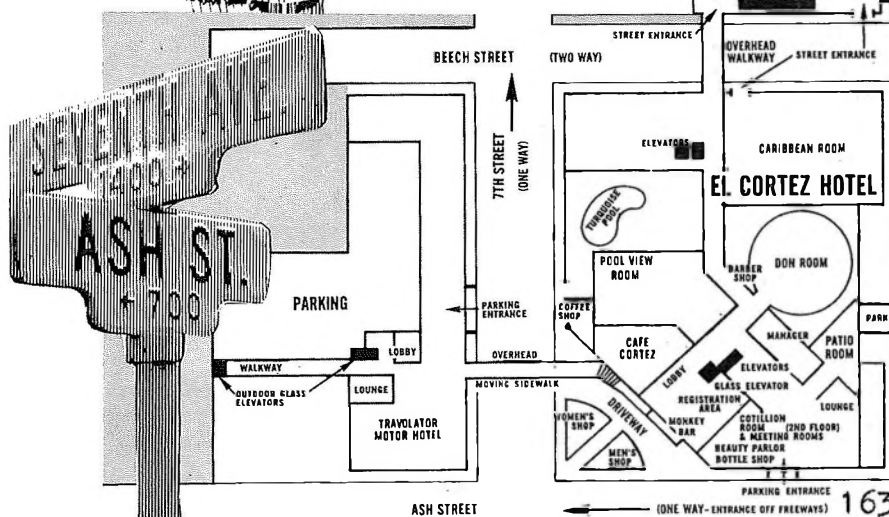 STREET ENTRANCE
OVERHEAD
WALKWAY
STREET ENTRANCE
BEECH STREET (TWO WAY)
SEVENTH AVE.
1400
ASH ST.
700
7TH STREET
(ONE WAY)
ELEVATORS
CARIBBEAN ROOM
EL CORTEZ HOTEL
TURQUOISE
POOL
POOL VIEW
ROOM
BARBER
SHOP
DON ROOM
PARKING
PARKING
ENTRANCE
COFFEE
SHOP
CAFE
CORTEZ
MANAGER
PATIO
ROOM
PARK
LOBBY
WALKWAY
OVERHEAD
MOVING SIDEWALK
OUTDOOR GLASS
ELEVATORS
LOUNGE
TRAVOLATOR
MOTOR HOTEL
LOBBY
ELEVATORS
GLASS ELEVATOR
REGISTRATION
AREA
LOUNGE
DRIVEWAY
WOMEN'S
SHOP
MEN'S
SHOP
MONKEY
BAR
COTILLION
ROOM (2ND FLOOR)
& MEETING ROOMS
BEAUTY PARLOR
BOTTLE SHOP
PARKING ENTRANCE
ASH STREET
(ONE WAY-ENTRANCE OFF FREEWAYS)
163